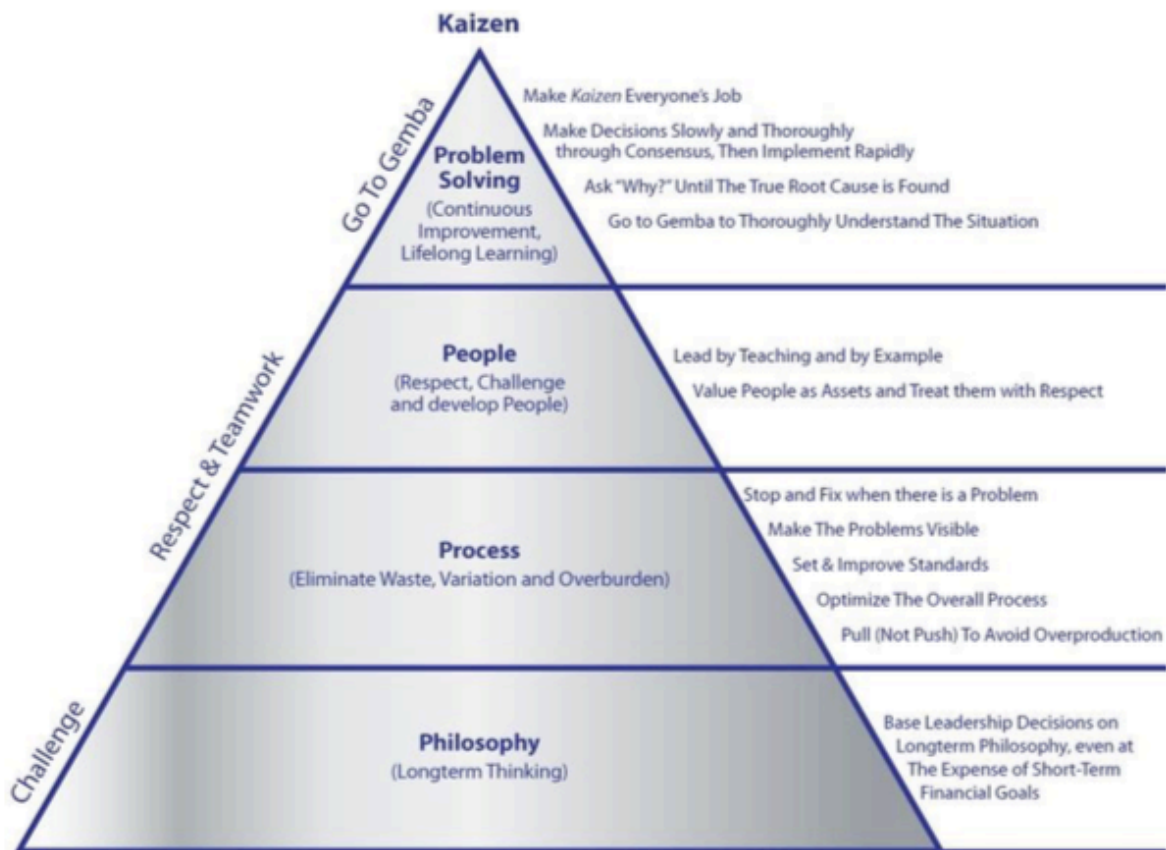 Kaizen
Go To Gemba
Problem
Solving
(Continuous
Improvement,
Lifelong Learning)
Make Kaizen Everyone's Job
Make Decisions Slowly and Thoroughly
through Consensus, Then Implement Rapidly
Ask "Why?" Until The True Root Cause is Found
Go to Gemba to Thoroughly Understand The Situation
Respect & Teamwork
People
(Respect, Challenge
and develop People)
Lead by Teaching and by Example
Value People as Assets and Treat them with Respect
Process
(Eliminate Waste, Variation and Overburden)
Stop and Fix when there is a Problem
Make The Problems Visible
Set & Improve Standards
Optimize The Overall Process
Pull (Not Push) To Avoid Overproduction
Challenge
Philosophy
(Longterm Thinking)
Base Leadership Decisions on
Longterm Philosophy, even at
The Expense of Short-Term
Financial Goals